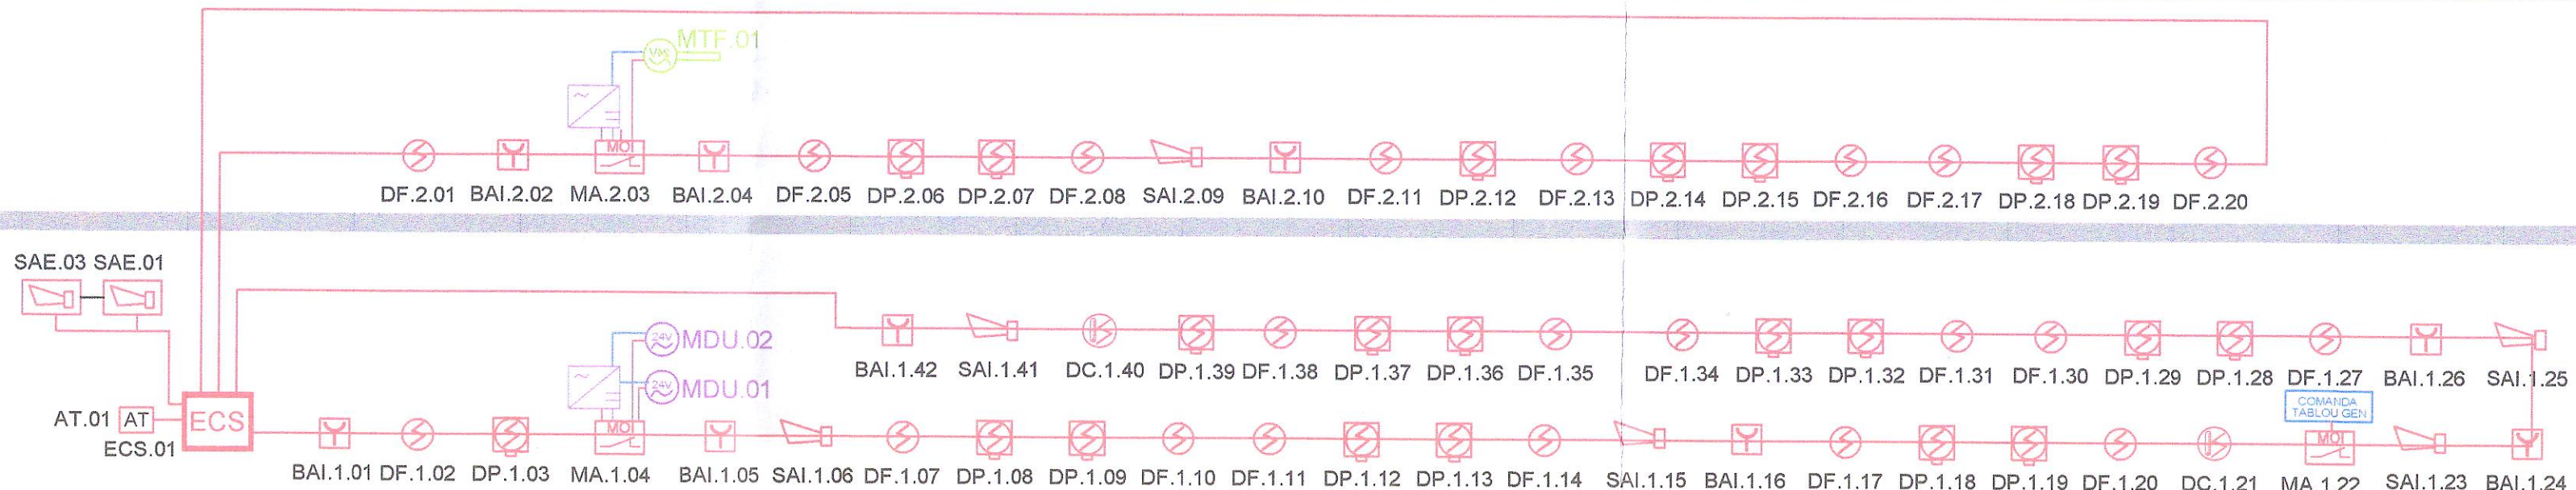 MTF.01
Vac
MOI
DF.2.01 BAI.2.02 MA.2.03 BAI.2.04 DF.2.05 DP.2.06 DP.2.07 DF.2.08 SAI.2.09 BAI.2.10 DF.2.11 DP.2.12 DF.2.13 DP.2.14 DP.2.15 DF.2.16 DF.2.17 DP.2.18 DP.2.19 DF.2.20
SAE.03 SAE.01
24V MDU.02
BAI.1.42 SAI.1.41 DC.1.40 DP.1.39 DF.1.38 DP.1.37 DP.1.36 DF.1.35 DF.1.34 DP.1.33 DP.1.32 DF.1.31 DF.1.30 DP.1.29 DP.1.28 DF.1.27 BAI.1.26 SAI.1.25
24V MDU.01
COMANDA
TABLOU GEN
AT.01 AT ECS
MOI MOI
ECS.01
BAI.1.01 DF.1.02 DP.1.03 MA.1.04 BAI.1.05 SAI.1.06 DF.1.07 DP.1.08 DP.1.09 DF.1.10 DF.1.11 DP.1.12 DP.1.13 DF.1.14 SAI.1.15 BAI.1.16 DF.1.17 DP.1.18 DP.1.19 DF.1.20 DC.1.21 MA.1.22 SAI.1.23 BAI.1.24